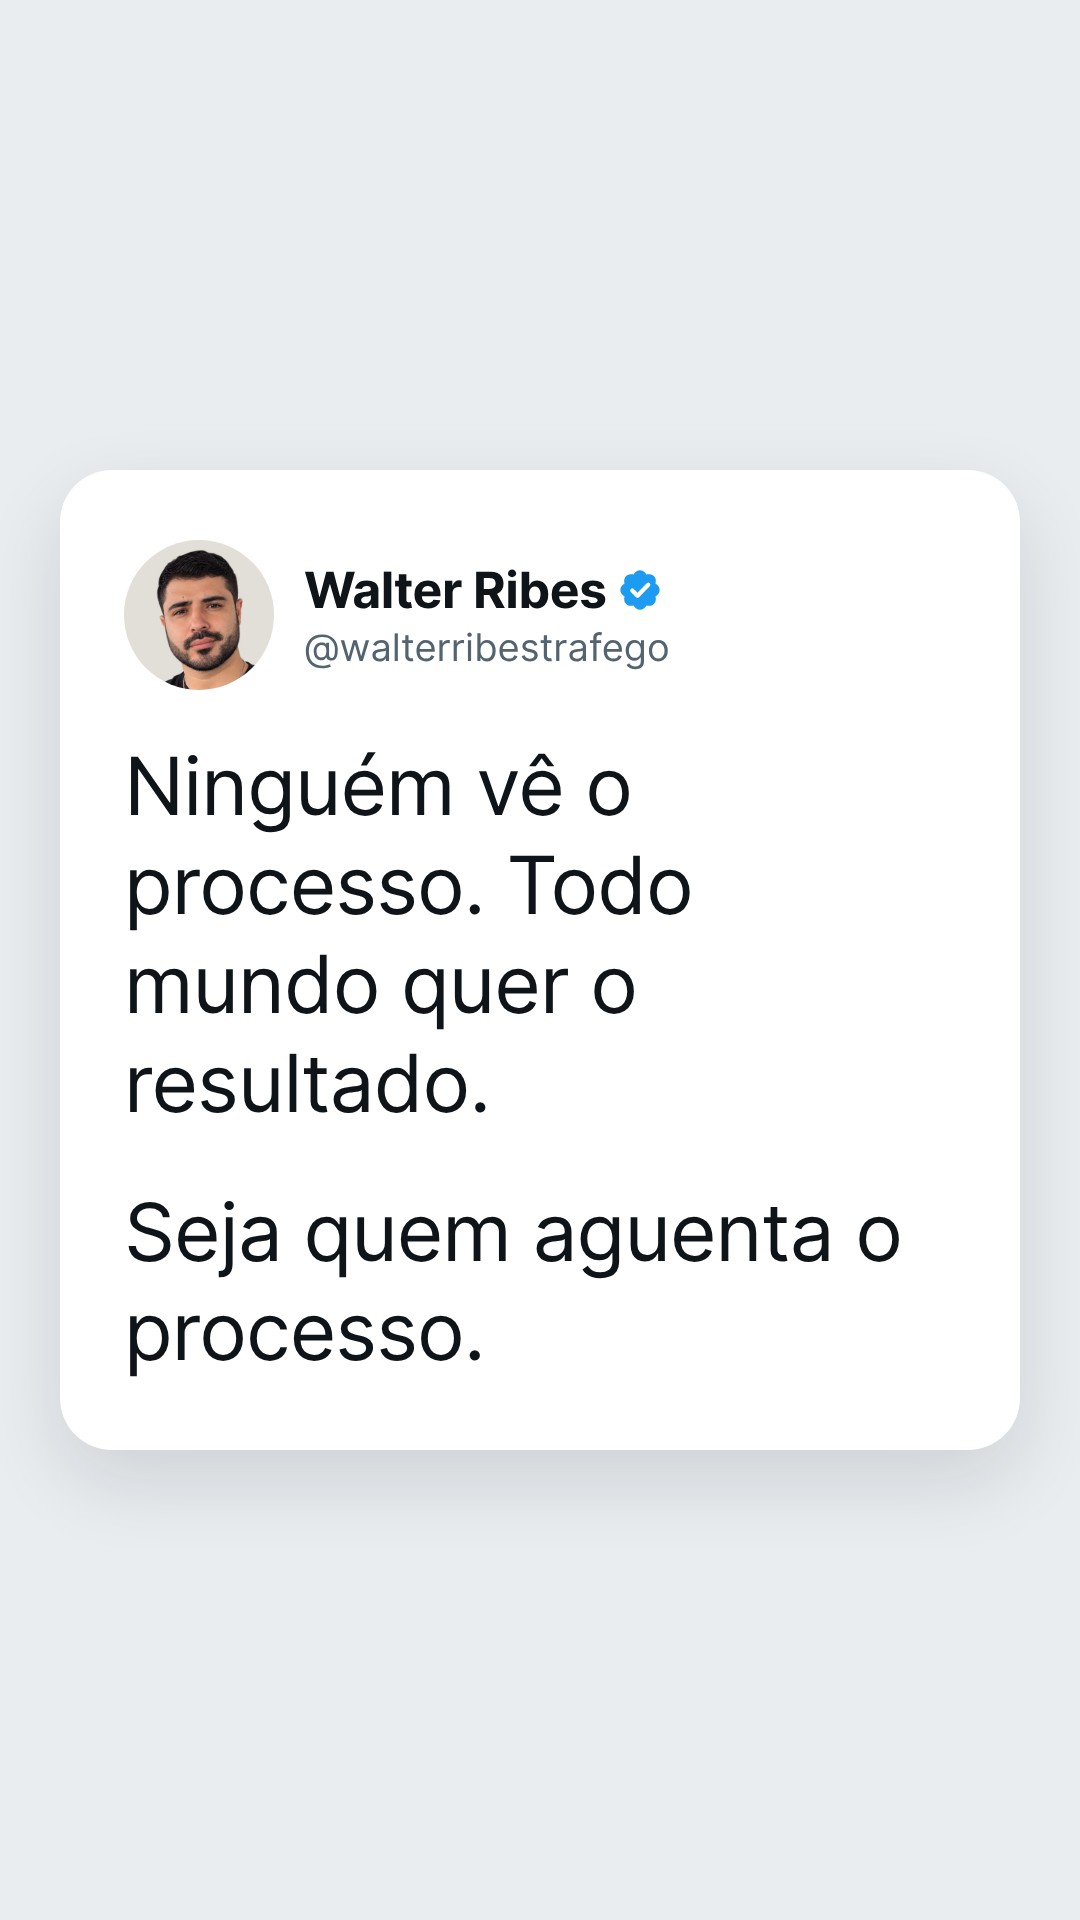 Walter Ribes
@walterribestrafego
Ninguém vê o
processo. Todo
mundo quer o
resultado.
Seja quem aguenta o
processo.